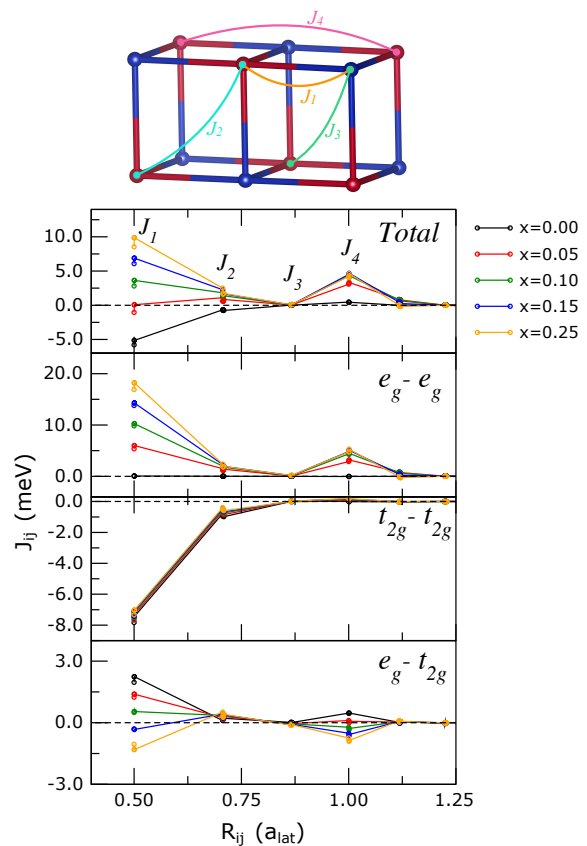 J4
J1
J2
J3
J1
J2
J3
J4
Total
10.0
5.0
0.0
-5.0
x=0.00
x=0.05
x=0.10
x=0.15
x=0.25
eg - eg
20.0
10.0
0.0
t2g - t2g
0.0
-2.0
-4.0
-6.0
-8.0
eg - t2g
3.0
0.0
-3.0
Jij (meV)
0.50 0.75 1.00 1.25
Rij (alat)